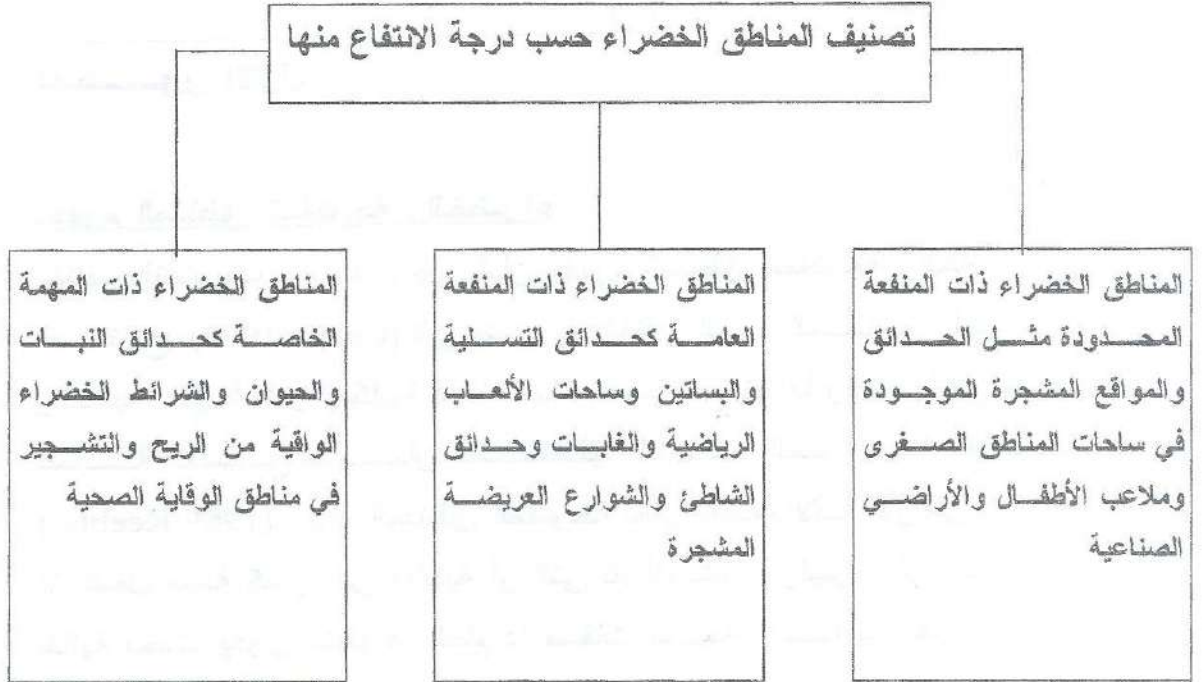 تصنيف المناطق الخضراء حسب درجة الانتفاع منها
المناطق الخضراء ذات المنفعة
المحدودة مثل الحدائق
والمواقع المشجرة الموجودة
في ساحات المناطق الصغرى
وملاعب الأطفال والأراضي
الصناعية
المناطق الخضراء ذات المنفعة
العامة كحدائق التسلية
والبساتين وساحات الألعاب
الرياضية والغابات وحدائق
الشاطئ والشوارع العريضة
المشجرة
المناطق الخضراء ذات المهمة
الخاصة كحدائق النبات
والحيوان والشرائط الخضراء
الواقية من الريح والتشجير
في مناطق الوقاية الصحية